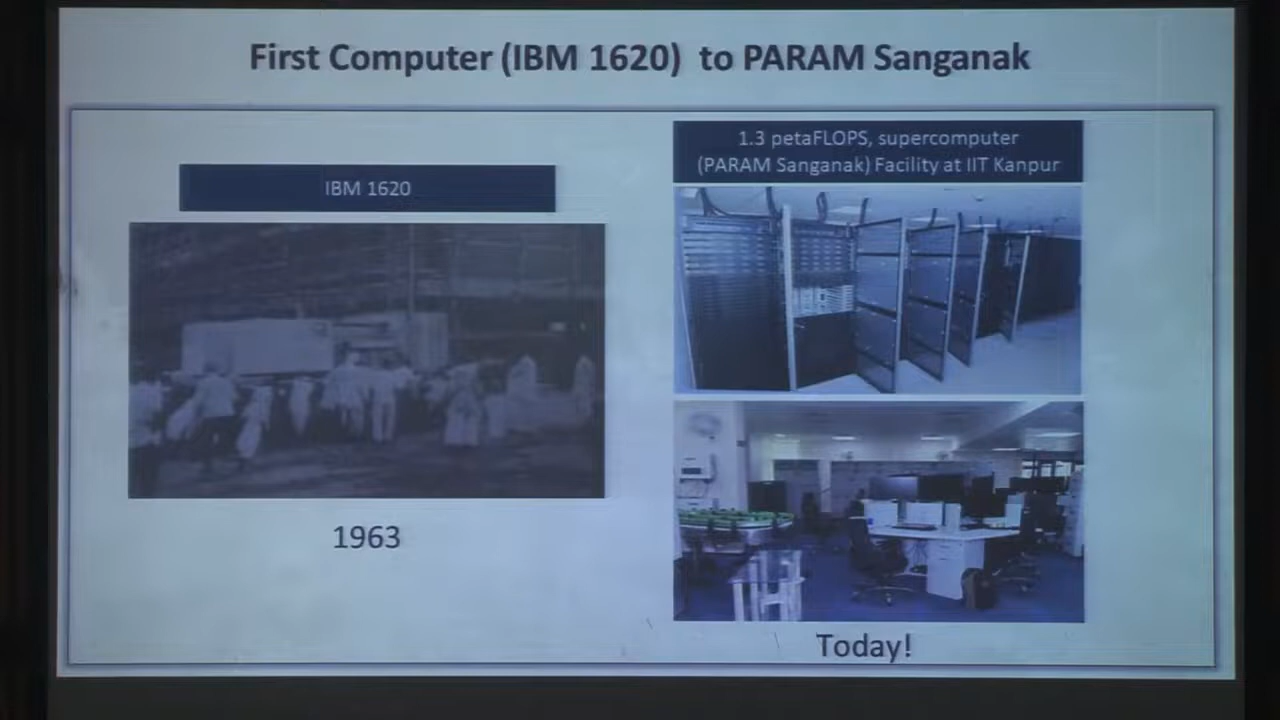 First Computer (IBM 1620) to PARAM Sanganak
IBM 1620
1963
1.3 petaFLOPS, supercomputer
(PARAM Sanganak) Facility at IIT Kanpur
Today!